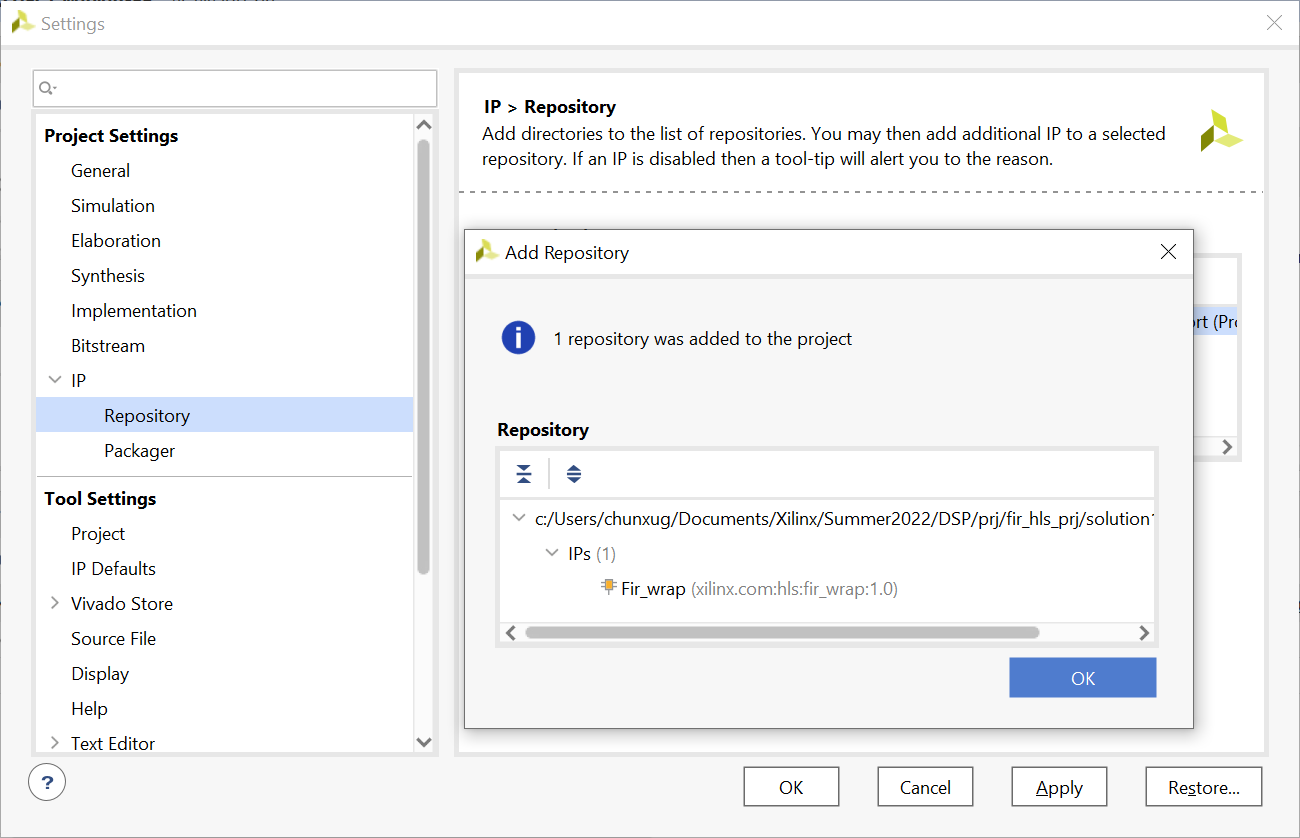 Settings
Project Settings
General
Simulation
Elaboration
Synthesis
Implementation
Bitstream
IP
Repository
Packager
Tool Settings
Project
IP Defaults
Vivado Store
Source File
Display
Help
Text Editor
IP > Repository
Add directories to the list of repositories. You may then add additional IP to a selected
repository. If an IP is disabled then a tool-tip will alert you to the reason.
Add Repository
1 repository was added to the project
Repository
c:/Users/chunxug/Documents/Xilinx/Summer2022/DSP/prj/fir_hls_prj/solution
IPs (1)
Fir_wrap (xilinx.com:hls:fir_wrap:1.0)
OK
?
OK
Cancel
Apply
Restore...